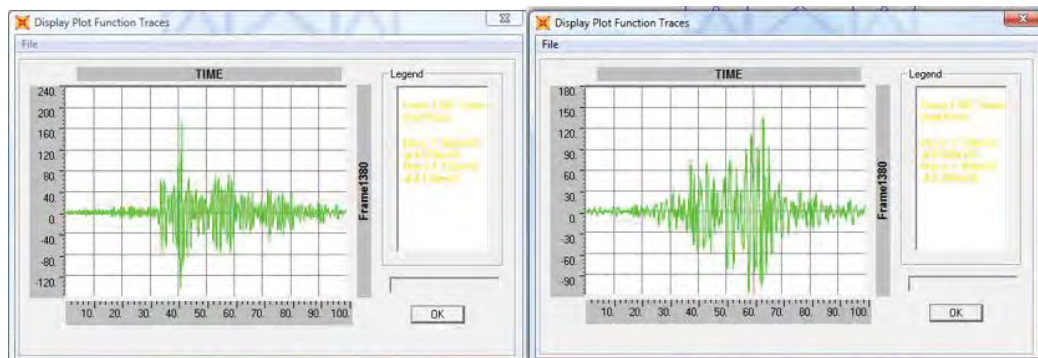 Display Plot Function Traces
File
TIME
Legend
240.
200.
160.
120.
80.
40.
0.
-40.
-80.
-120.
Frame1380
10. 20. 30. 40. 50. 60. 70. 80. 90. 100.
OK
Display Plot Function Traces
File
TIME
Legend
180.
150.
120.
90.
60.
30.
0.
-30.
-60.
-90.
Frame1380
10. 20. 30. 40. 50. 60. 70. 80. 90. 100.
OK